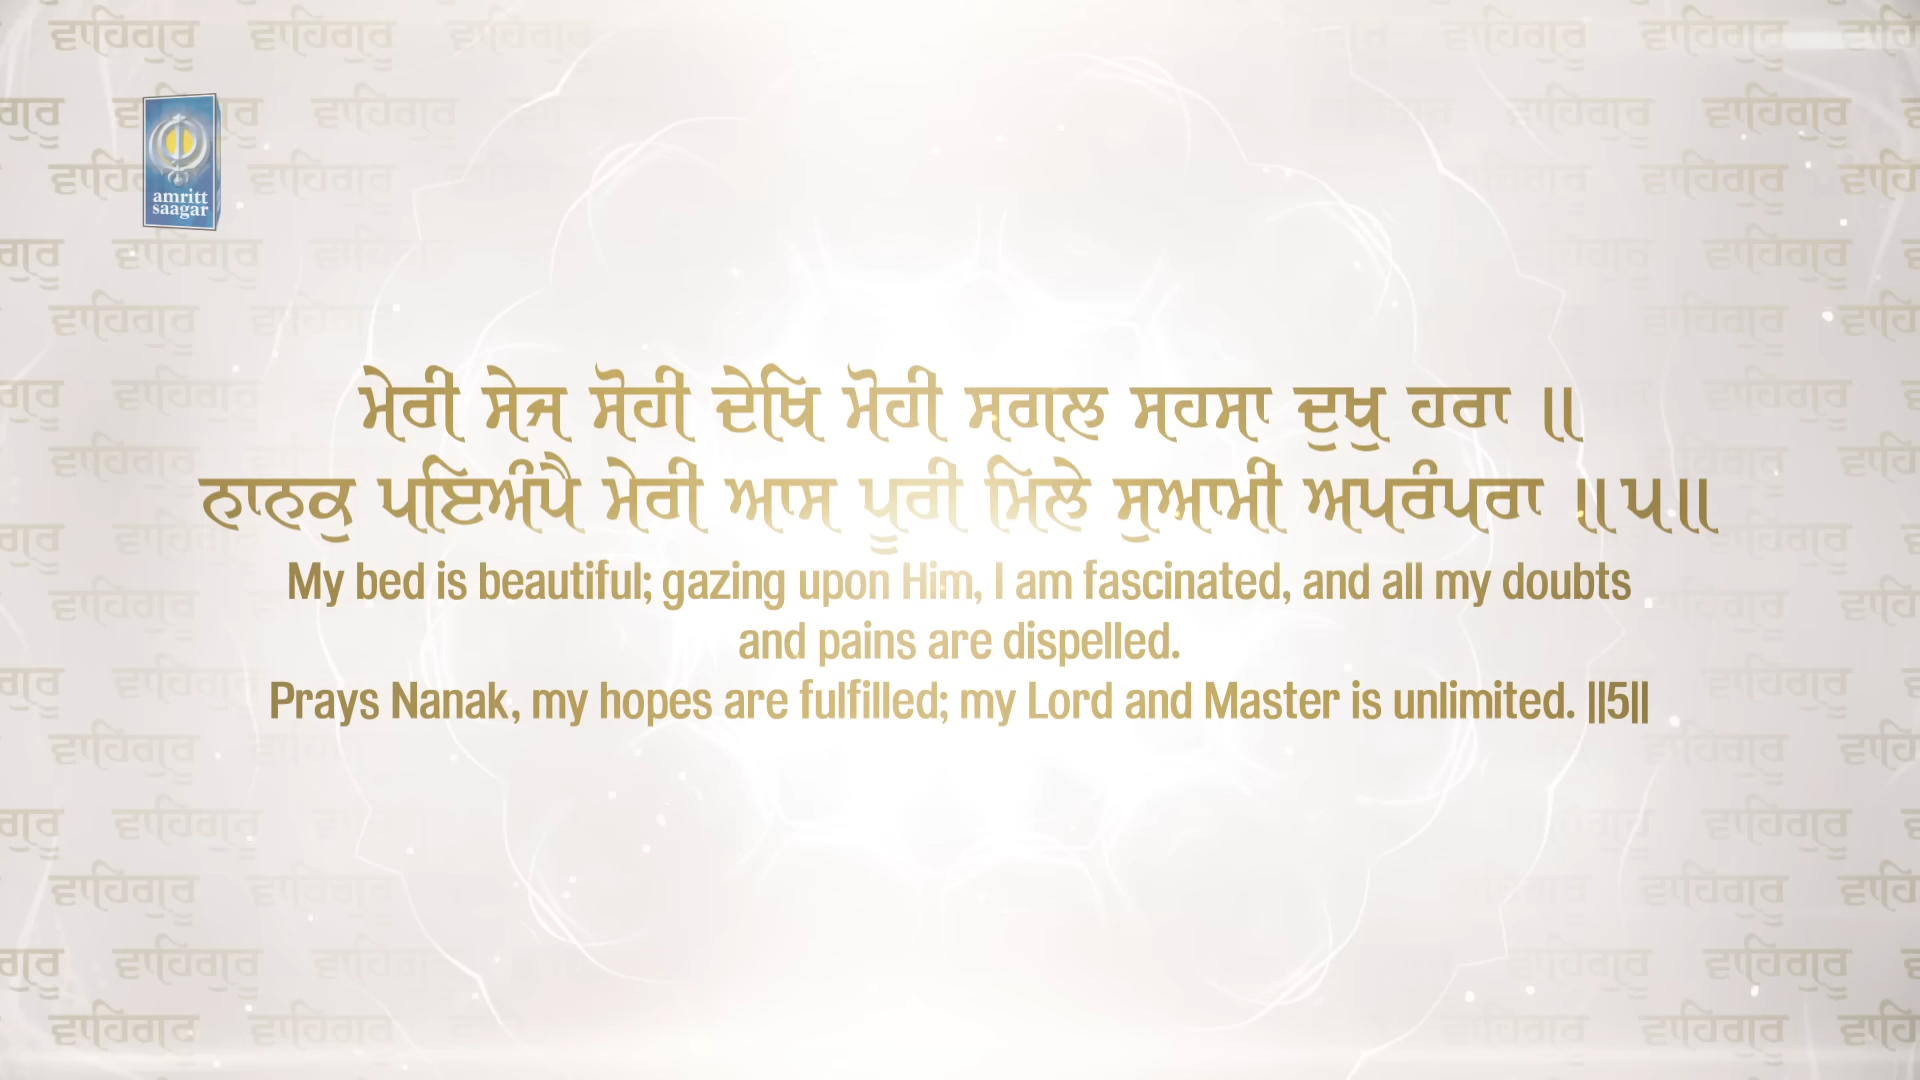 amritt
saagar
ਮੇਰੀ ਸੇਜ ਸੋਹੀ ਦੇਖਿ ਮੋਹੀ ਸਗਲ ਸਹਸਾ ਦੁਖੁ ਹਰਾ ॥
ਨਾਨਕੁ ਪਇਅੰਪੈ ਮੇਰੀ ਆਸ ਪੂਰੀ ਮਿਲੇ ਸੁਆਮੀ ਅਪਰੰਪਰਾ ॥੫॥
My bed is beautiful; gazing upon Him, I am fascinated, and all my doubts
and pains are dispelled.
Prays Nanak, my hopes are fulfilled; my Lord and Master is unlimited. ||5||